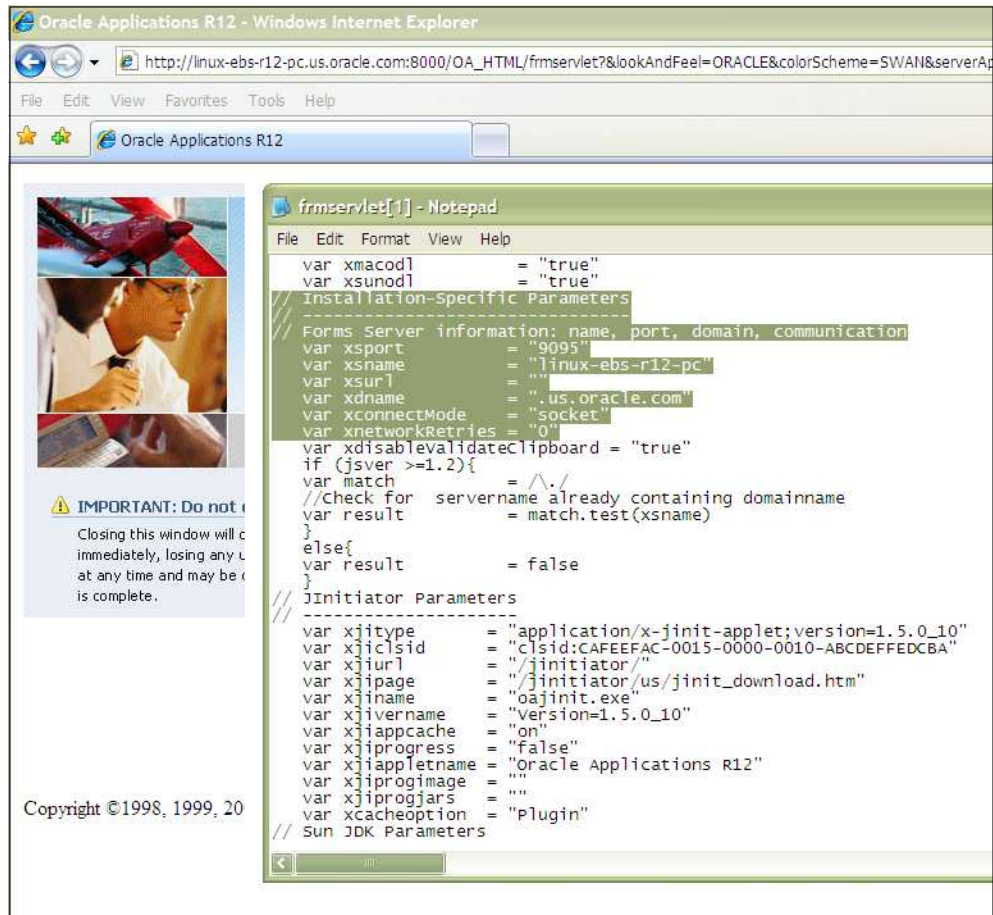 Oracle Applications R12 - Windows Internet Explorer
http://linux-ebs-r12-pc.us.oracle.com:8000/OA_HTML/frmservlet?&lookAndFeel=ORACLE&colorScheme=SWAN&serverAp
File Edit View Favorites Tools Help
Oracle Applications R12
frmservlet[1] - Notepad
File Edit Format View Help
var xmacodl = "true"
var xsunodl = "true"
// Installation-Specific Parameters
// ---------------------------------
// Forms Server information: name, port, domain, communication
var xsport = "9095"
var xsname = "linux-ebs-r12-pc"
var xsurl = ""
var xdname = ".us.oracle.com"
var xconnectMode = "socket"
var xnetworkRetries = "0"
var xdisableValidateClipboard = "true"
if (jsver >=1.2){
var match = /\./
//Check for servername already containing domainname
var result = match.test(xsname)
}
else{
var result = false
}
// JInitiator Parameters
// ---------------------
var xjitype = "application/x-jinit-applet;version=1.5.0_10"
var xjiclsid = "clsid:CAFEEFAC-0015-0000-0010-ABCDEFFEDCBA"
var xjiurl = "/jinitiator/"
var xjipage = "/jinitiator/us/jinit_download.htm"
var xjiname = "oajinit.exe"
var xjivername = "Version=1.5.0_10"
var xjiappcache = "on"
var xjiprogress = "false"
var xjiappletname = "Oracle Applications R12"
var xjiprogimage = ""
var xjiprogjars = ""
var xcacheoption = "Plugin"
// Sun JDK Parameters
IMPORTANT: Do not
Closing this window will c
immediately, losing any u
at any time and may be
is complete.
Copyright ©1998, 1999, 20